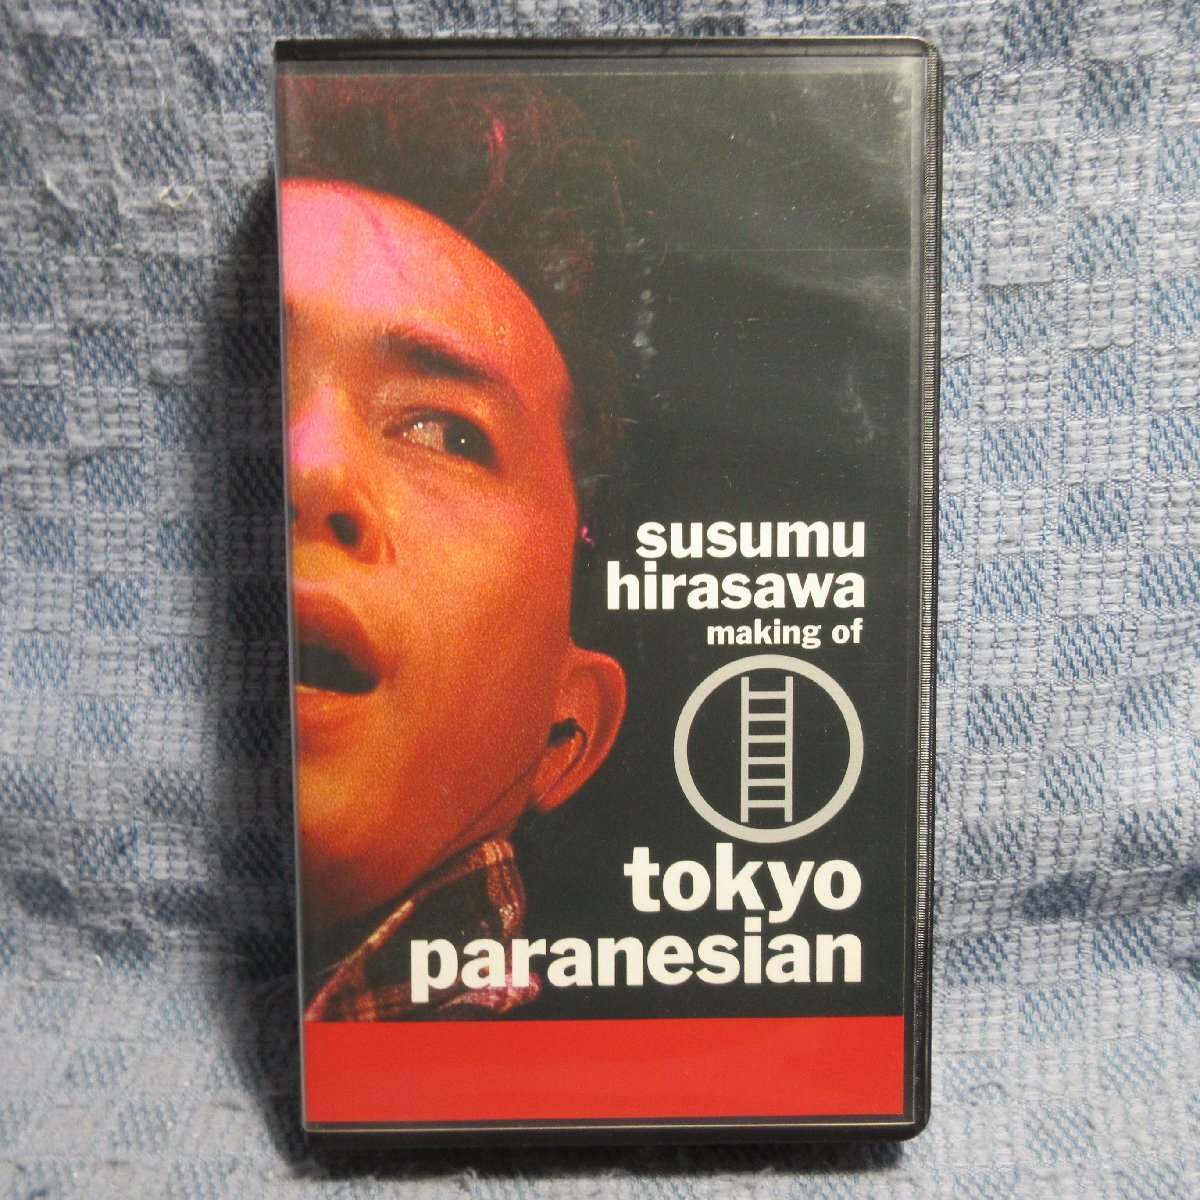 susumu
hirasawa
making of
tokyo
paranesian